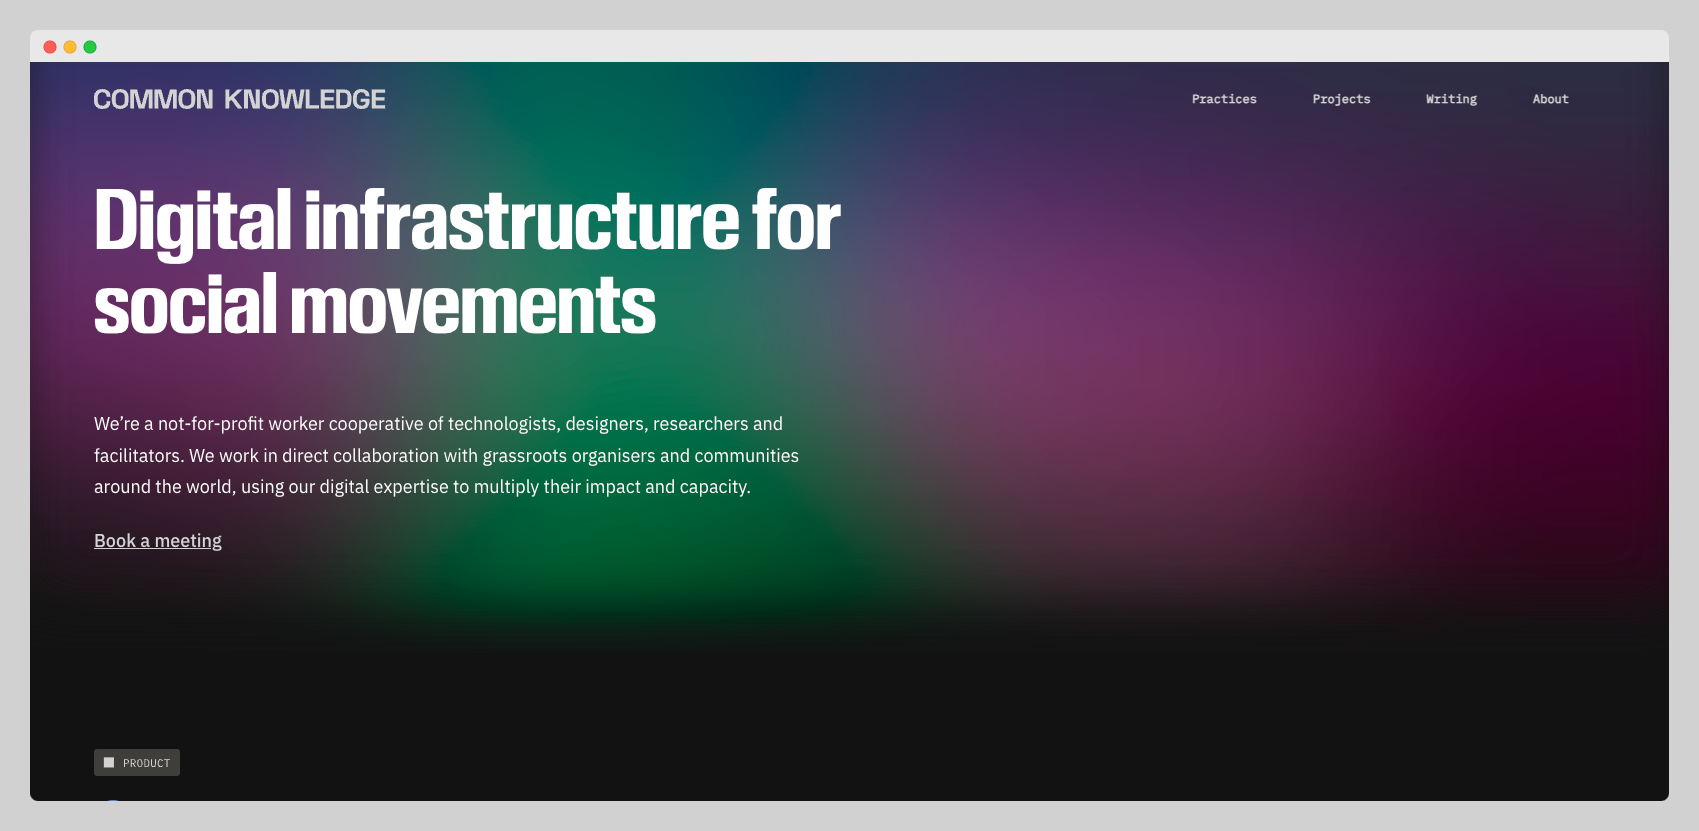 COMMON KNOWLEDGE
Practices
Projects
Writing
About
Digital infrastructure for
social movements
We’re a not-for-profit worker cooperative of technologists, designers, researchers and
facilitators. We work in direct collaboration with grassroots organisers and communities
around the world, using our digital expertise to multiply their impact and capacity.
Book a meeting
PRODUCT